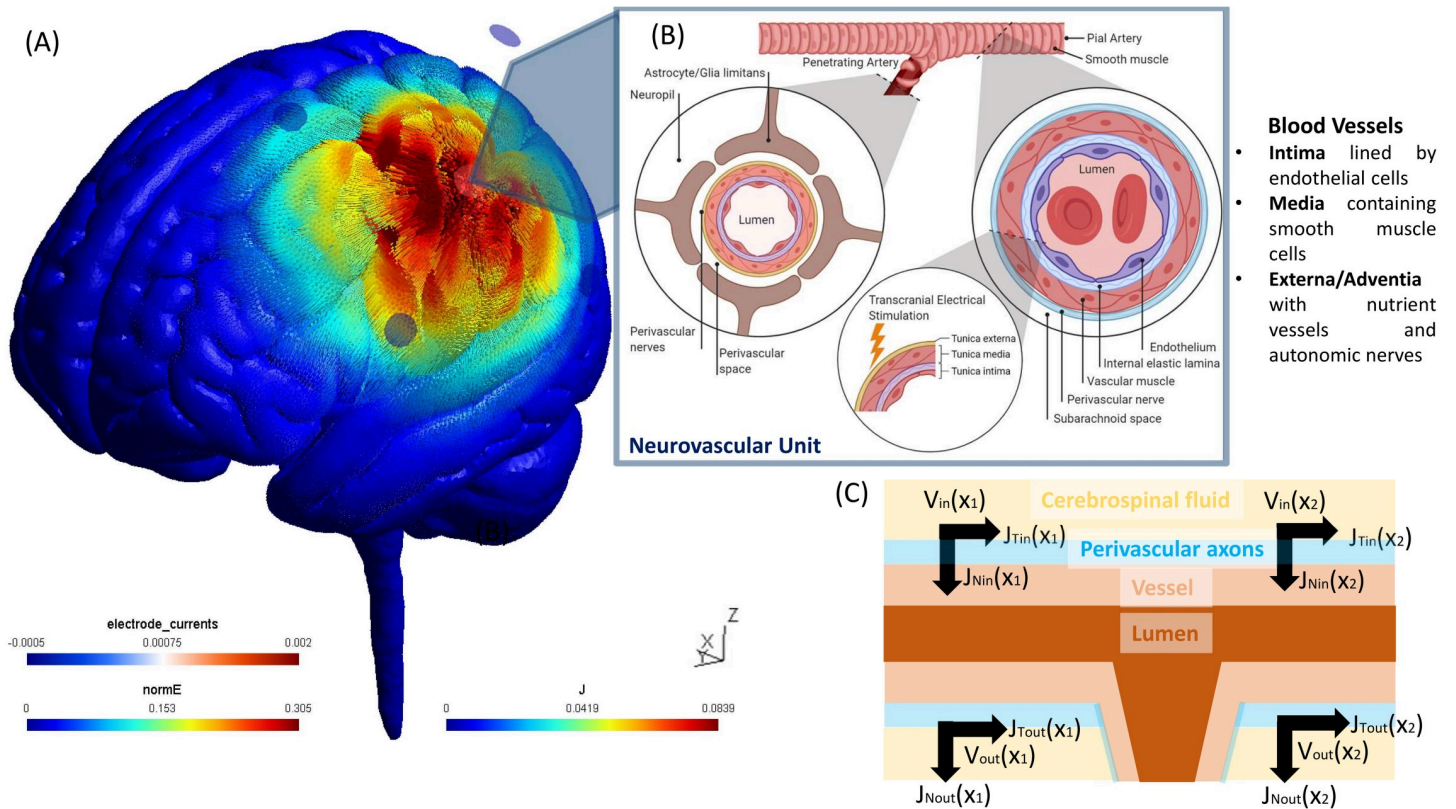 (A)
(B)
Pial Artery
Smooth muscle
Penetrating Artery
Astrocyte/Glia limitans
Neuropil
Lumen
Perivascular
nerves
Perivascular
space
Lumen
Transcranial Electrical
Stimulation
Tunica externa
Tunica media
Tunica intima
Endothelium
Internal elastic lamina
Vascular muscle
Perivascular nerve
Subarachnoid space
Neurovascular Unit
Blood Vessels
• Intima lined by
endothelial cells
• Media containing
smooth muscle
cells
• Externa/Adventia
with nutrient
vessels and
autonomic nerves
(B)
electrode_currents
-0.0005 0.00075 0.002
normE
0 0.153 0.305
J
0 0.0419 0.0839
Z
X
Y
(C)
Vin(x1) Cerebrospinal fluid Vin(x2)
JTin(x1) JTin(x2)
Perivascular axons
JNin(x1) JNin(x2)
Vessel
Lumen
JTout(x1) JTout(x2)
Vout(x1) Vout(x2)
JNout(x1) JNout(x2)